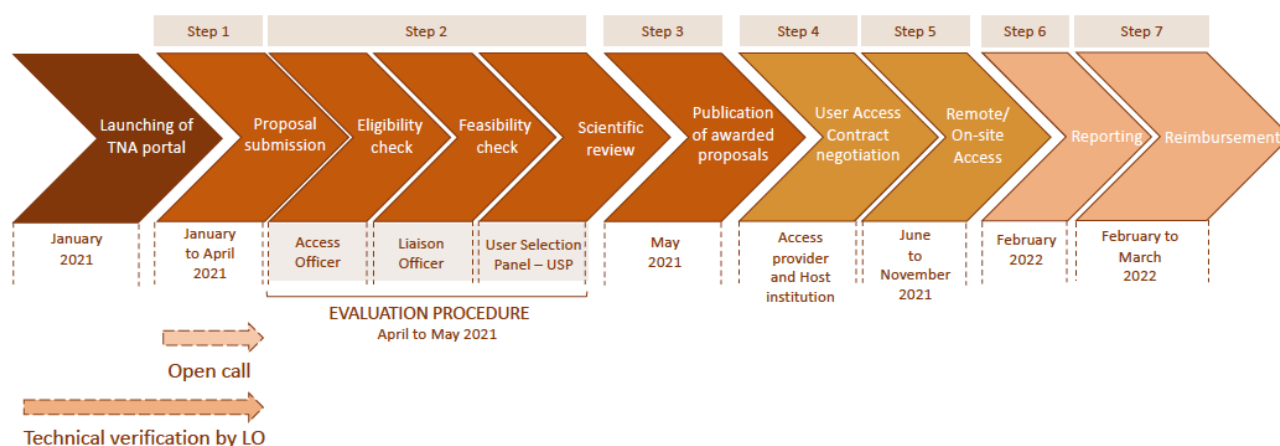 Step 1
Step 2
Step 3
Step 4
Step 5
Step 6
Step 7
Launching of
TNA portal
Proposal
submission
Eligibility
check
Feasibility
check
Scientific
review
Publication
of awarded
proposals
User Access
Contract
negotiation
Remote/
On-site
Access
Reporting
Reimbursement
January
2021
January
to April
2021
Access
Officer
Liaison
Officer
User Selection
Panel – USP
May
2021
Access
provider
and Host
institution
June
to
November
2021
February
2022
February to
March
2022
EVALUATION PROCEDURE
April to May 2021
Open call
Technical verification by LO